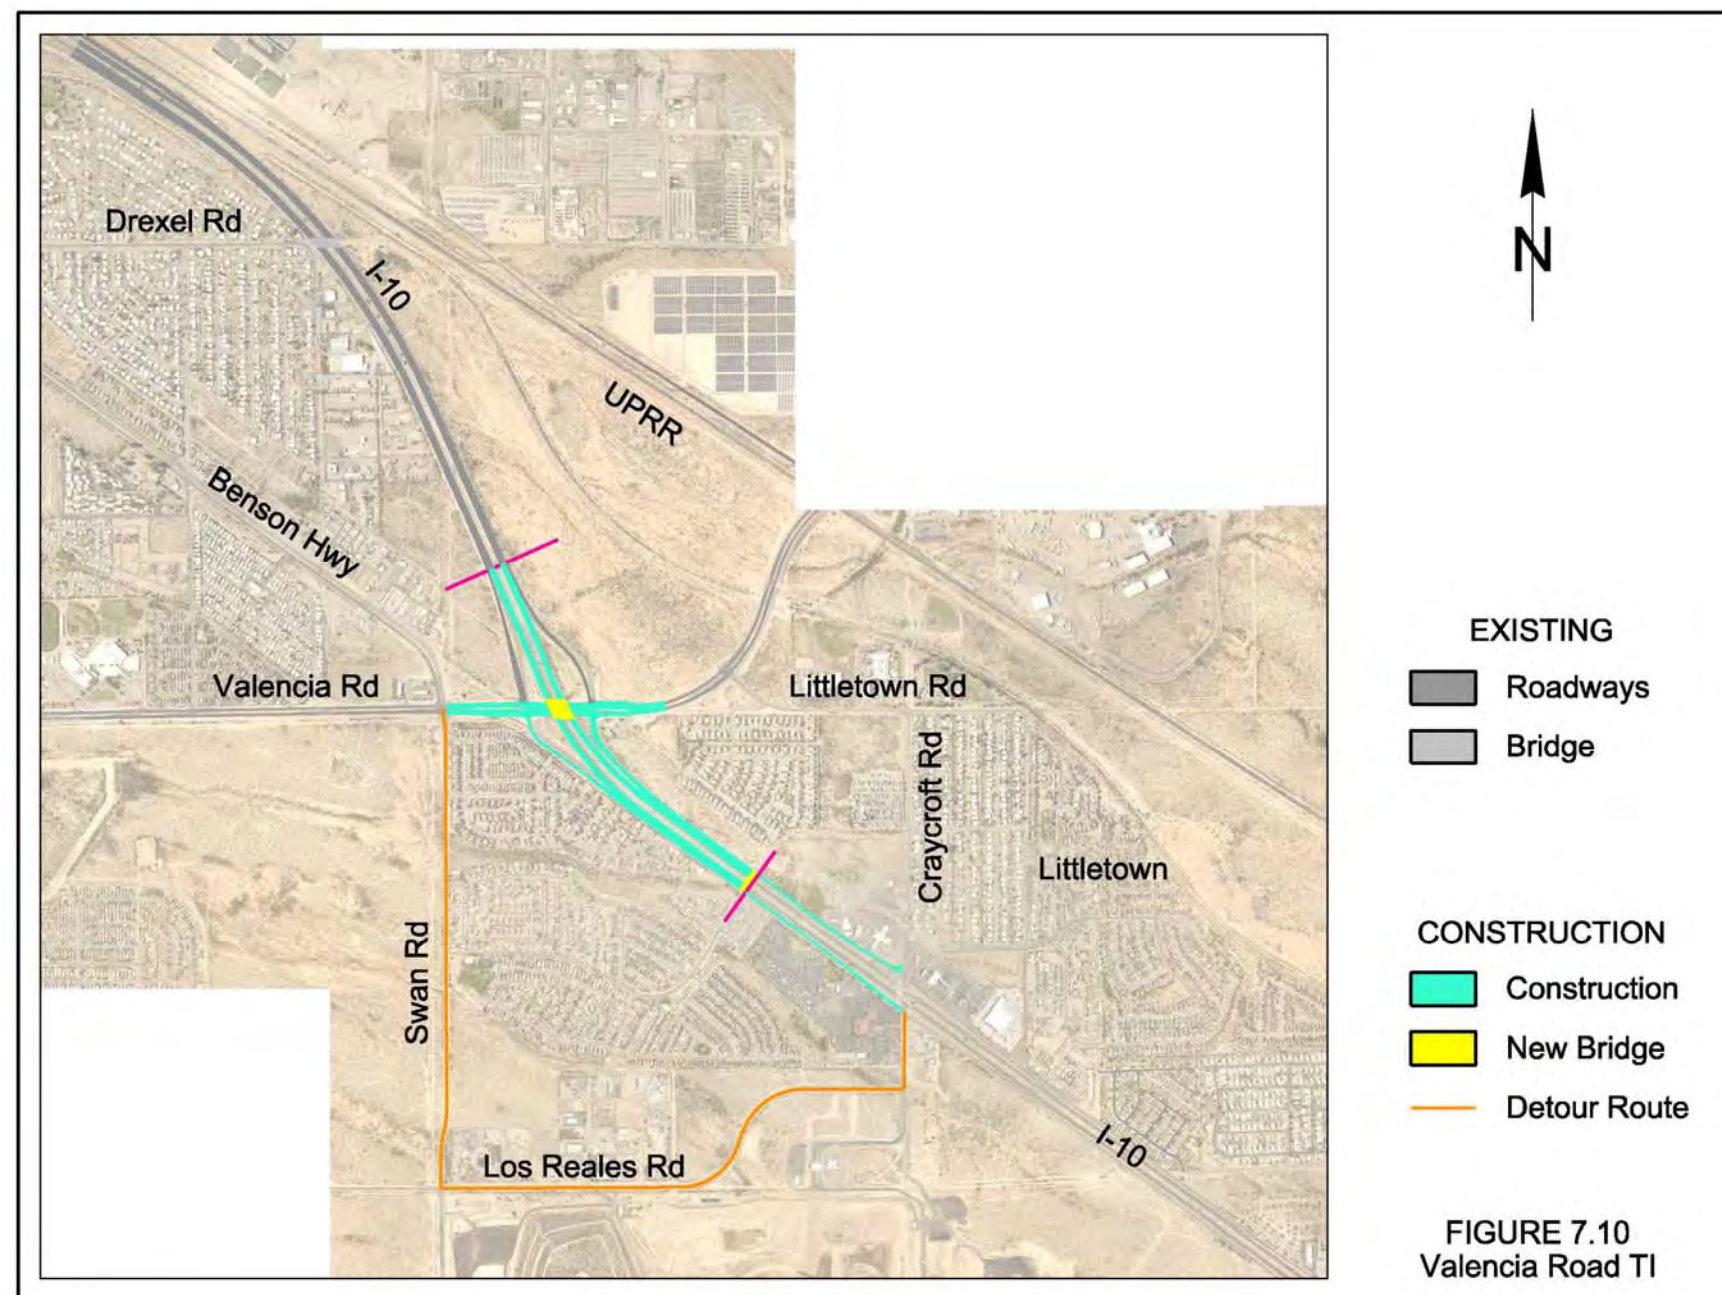 Drexel Rd
I-10
N
UPRR
Benson Hwy
Valencia Rd
Littletown Rd
Craycroft Rd
Littletown
Swan Rd
Los Reales Rd
I-10
EXISTING
Roadways
Bridge
CONSTRUCTION
Construction
New Bridge
Detour Route
FIGURE 7.10
Valencia Road TI